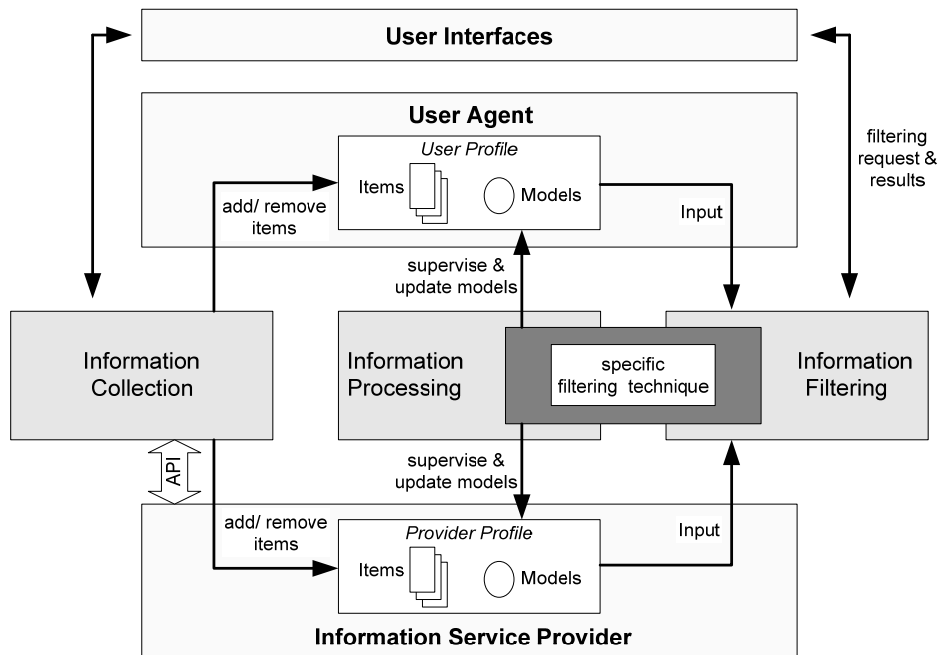 User Interfaces
User Agent
User Profile
Items
Models
filtering
request &
results
add/ remove
items
Input
supervise &
update models
Information
Collection
Information
Processing
specific
filtering technique
Information
Filtering
API
supervise &
update models
add/ remove
items
Input
Provider Profile
Items
Models
Information Service Provider